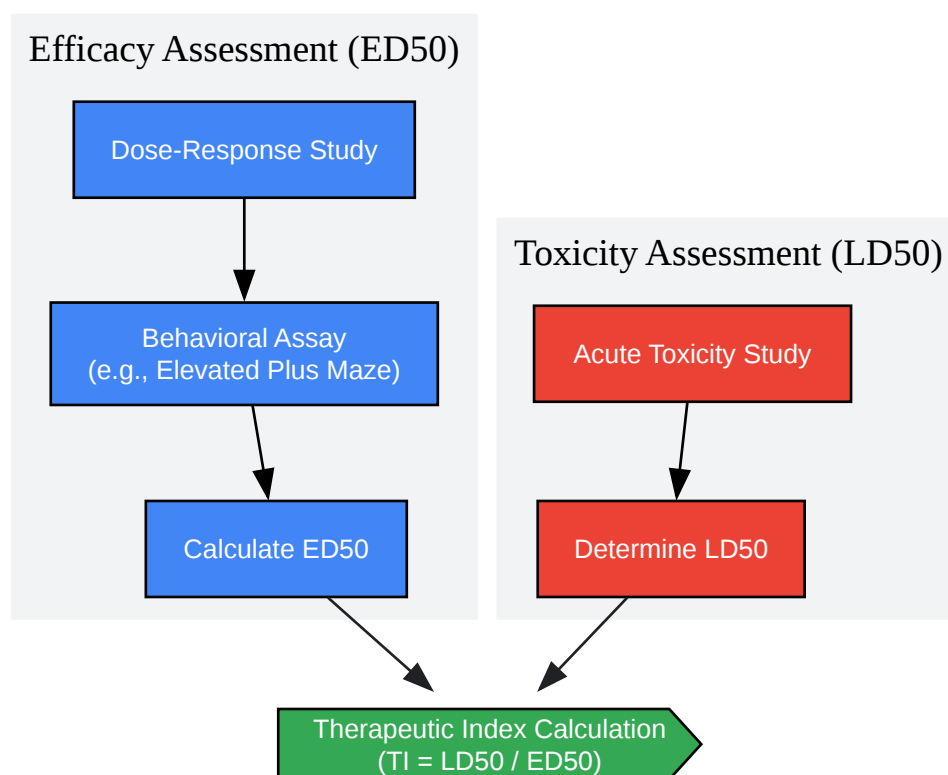 Efficacy Assessment (ED50)
Dose-Response Study
Behavioral Assay
(e.g., Elevated Plus Maze)
Calculate ED50
Toxicity Assessment (LD50)
Acute Toxicity Study
Determine LD50
Therapeutic Index Calculation
(TI = LD50 / ED50)